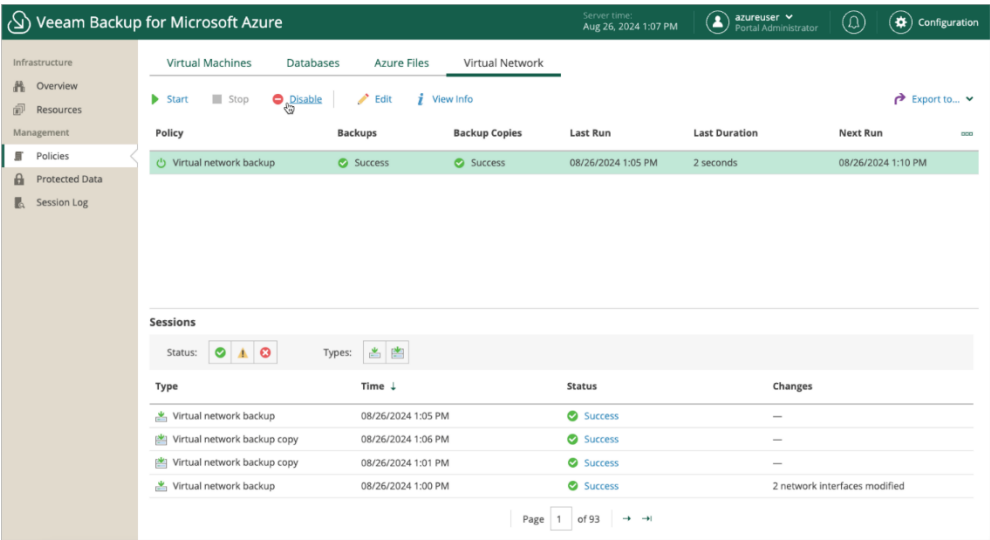 Veeam Backup for Microsoft Azure
Server time:
Aug 26, 2024 1:07 PM
azureuser
Portal Administrator
Configuration
Infrastructure
Overview
Resources
Management
Policies
Protected Data
Session Log
Virtual Machines Databases Azure Files Virtual Network
Start Stop Disable Edit View Info Export to...
Policy Backups Backup Copies Last Run Last Duration Next Run
Virtual network backup Success Success 08/26/2024 1:05 PM 2 seconds 08/26/2024 1:10 PM
Sessions
Status: Types:
Type Time Status Changes
Virtual network backup 08/26/2024 1:05 PM Success —
Virtual network backup copy 08/26/2024 1:06 PM Success —
Virtual network backup copy 08/26/2024 1:01 PM Success —
Virtual network backup 08/26/2024 1:00 PM Success 2 network interfaces modified
Page 1 of 93